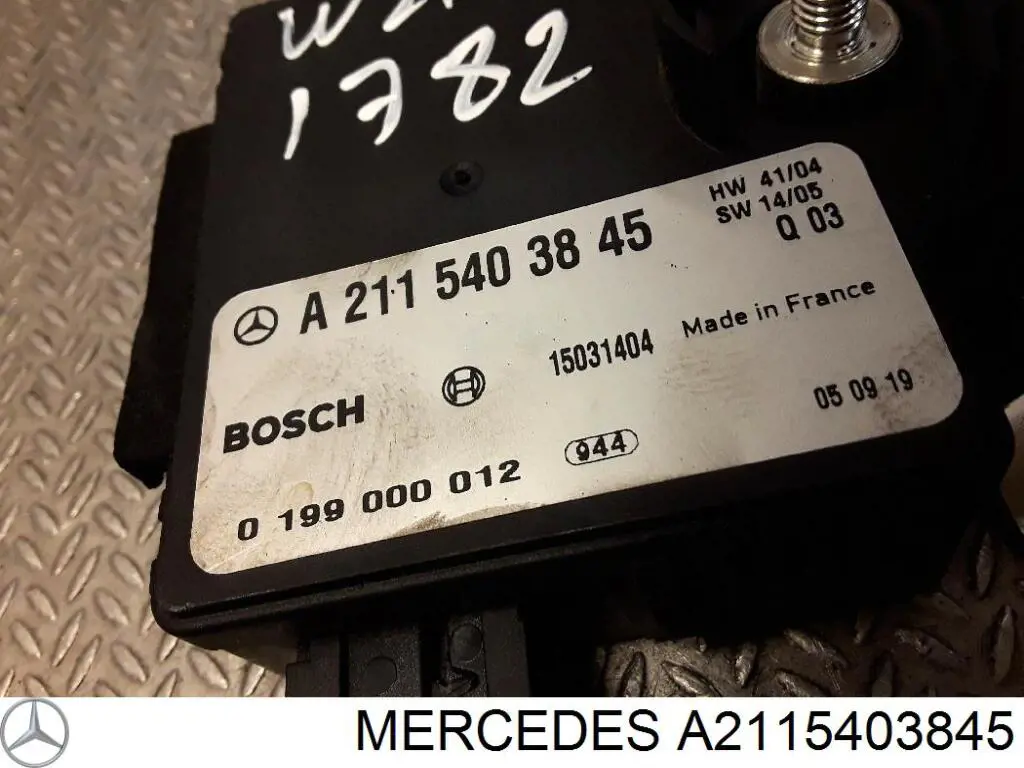 1782
HW 41/04
SW 14/05
Q 03
A 211 540 38 45
15031404 Made in France
BOSCH
05 09 19
0 199 000 012 944
MERCEDES A2115403845